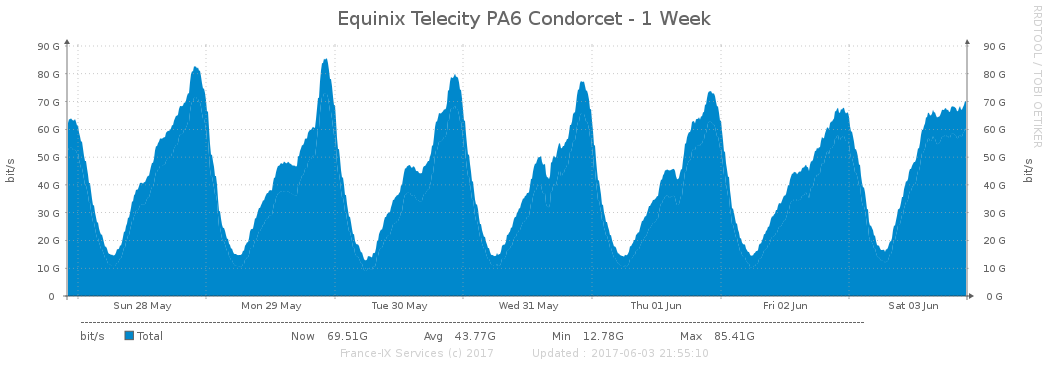 Equinix Telecity PA6 Condorcet - 1 Week
RRDTOOL / TOBI OETIKER
bit/s
90 G
80 G
70 G
60 G
50 G
40 G
30 G
20 G
10 G
0
90 G
80 G
70 G
60 G
50 G
40 G
30 G
20 G
10 G
0 G
bit/s
Sun 28 May Mon 29 May Tue 30 May Wed 31 May Thu 01 Jun Fri 02 Jun Sat 03 Jun
bit/s Total Now 69.51G Avg 43.77G Min 12.78G Max 85.41G
France-IX Services (c) 2017 Updated : 2017-06-03 21:55:10